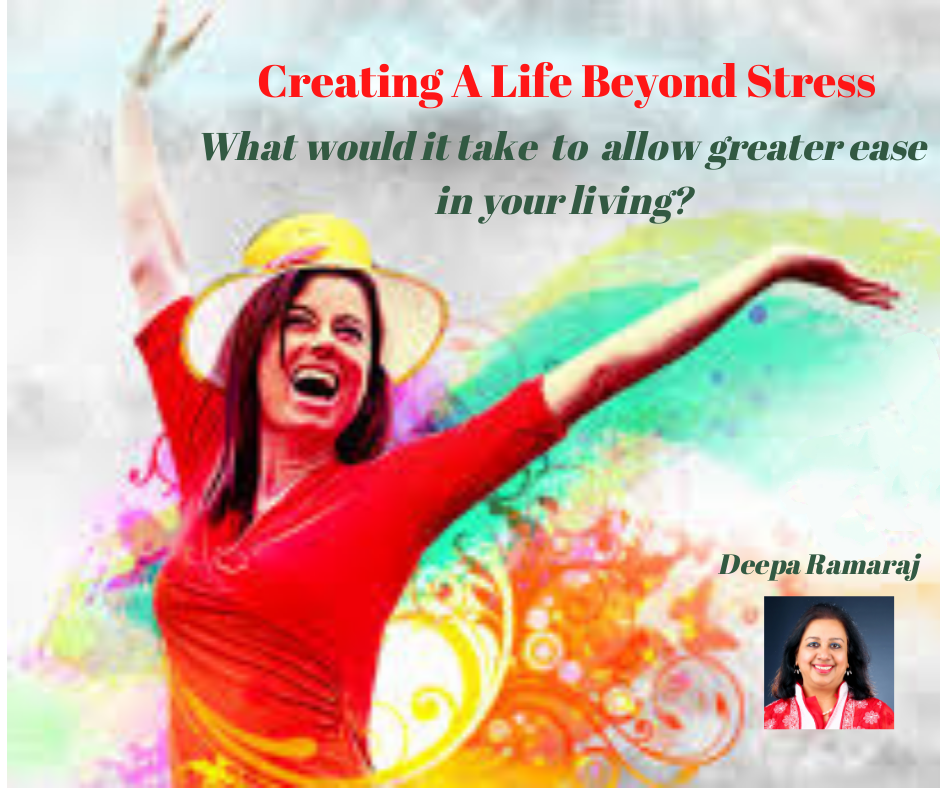 Creating A Life Beyond Stress
What would it take to allow greater ease
in your living?
Deepa Ramaraj